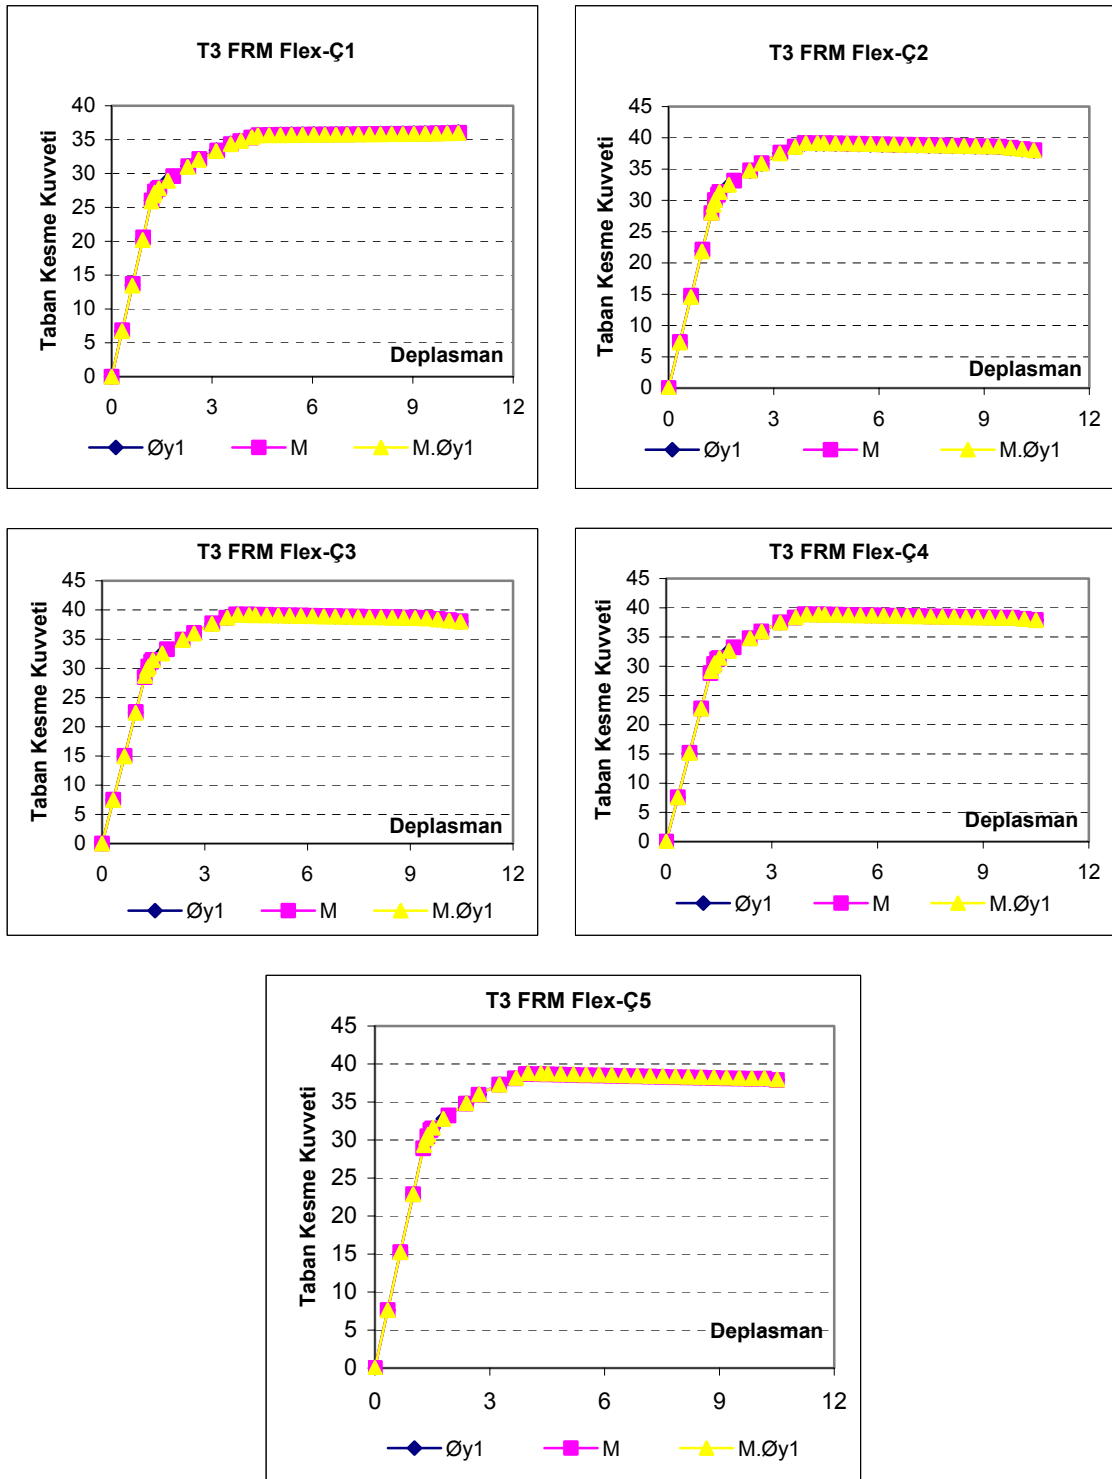 T3 FRM Flex-Ç1
Taban Kesme Kuvveti
40
35
30
25
20
15
10
5
0
Deplasman
0 3 6 9 12
Øy1 M M.Øy1
T3 FRM Flex-Ç2
Taban Kesme Kuvveti
45
40
35
30
25
20
15
10
5
0
Deplasman
0 3 6 9 12
Øy1 M M.Øy1
T3 FRM Flex-Ç3
Taban Kesme Kuvveti
45
40
35
30
25
20
15
10
5
0
Deplasman
0 3 6 9 12
Øy1 M M.Øy1
T3 FRM Flex-Ç4
Taban Kesme Kuvveti
45
40
35
30
25
20
15
10
5
0
Deplasman
0 3 6 9 12
Øy1 M M.Øy1
T3 FRM Flex-Ç5
Taban Kesme Kuvveti
45
40
35
30
25
20
15
10
5
0
Deplasman
0 3 6 9 12
Øy1 M M.Øy1